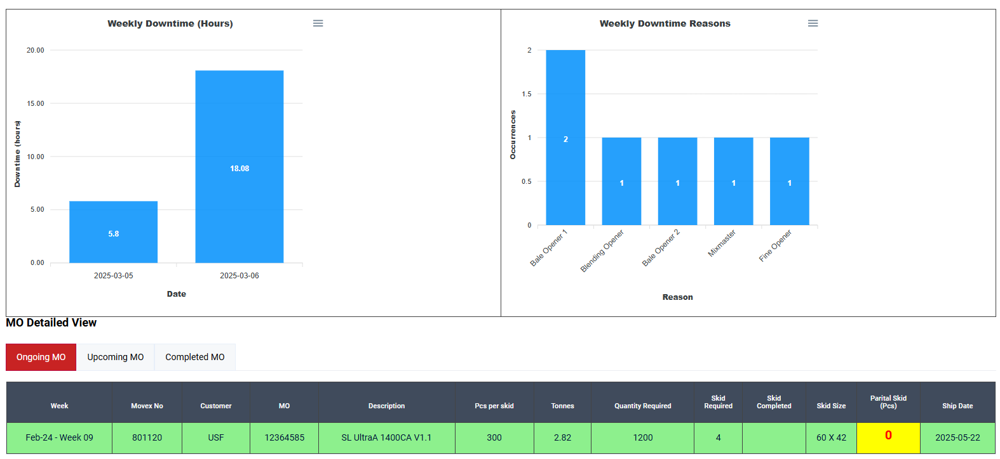 Weekly Downtime (Hours)
20.00
15.00
10.00
5.00
0.00
Downtime (hours)
18.08
5.8
2025-03-05
2025-03-06
Date
Weekly Downtime Reasons
2
1.5
1
0.5
0
Occurrences
2
1
1
1
1
Bale Opener 1
Blending Opener
Bale Opener 2
Mixmaster
Fine Opener
Reason
MO Detailed View
Ongoing MO
Upcoming MO
Completed MO
Week
Movex No
Customer
MO
Description
Pcs per skid
Tonnes
Quantity Required
Skid
Required
Skid
Completed
Skid Size
Parital Skid
(Pcs)
Ship Date
Feb-24 - Week 09
801120
USF
12364585
SL UltraA 1400CA V1.1
300
2.82
1200
4
60 X 42
0
2025-05-22